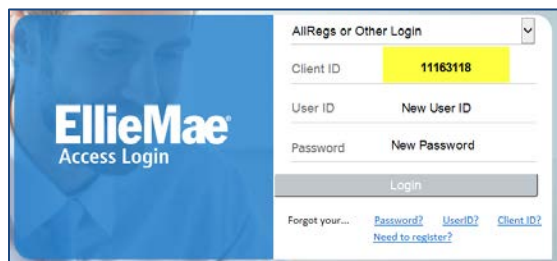 AllRegs or Other Login
Client ID 11163118
User ID New User ID
EllieMae®
Access Login
Password New Password
Login
Forgot your... Password? UserID? Client ID?
Need to register?